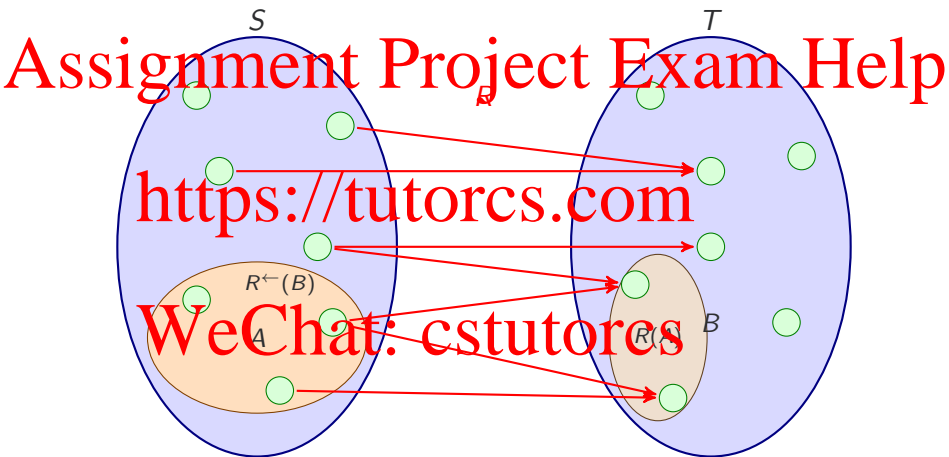 S T
Assignment Project Exam Help
R
https://tutorcs.com
R←(B)
WeChat: cstutorcs
A R(A) B